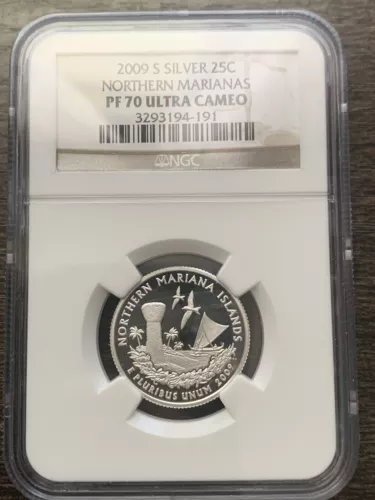 2009 S SILVER 25C
NORTHERN MARIANAS
PF 70 ULTRA CAMEO
3293194-191
NGC
NORTHERN MARIANA ISLANDS
E PLURIBUS UNUM 2009